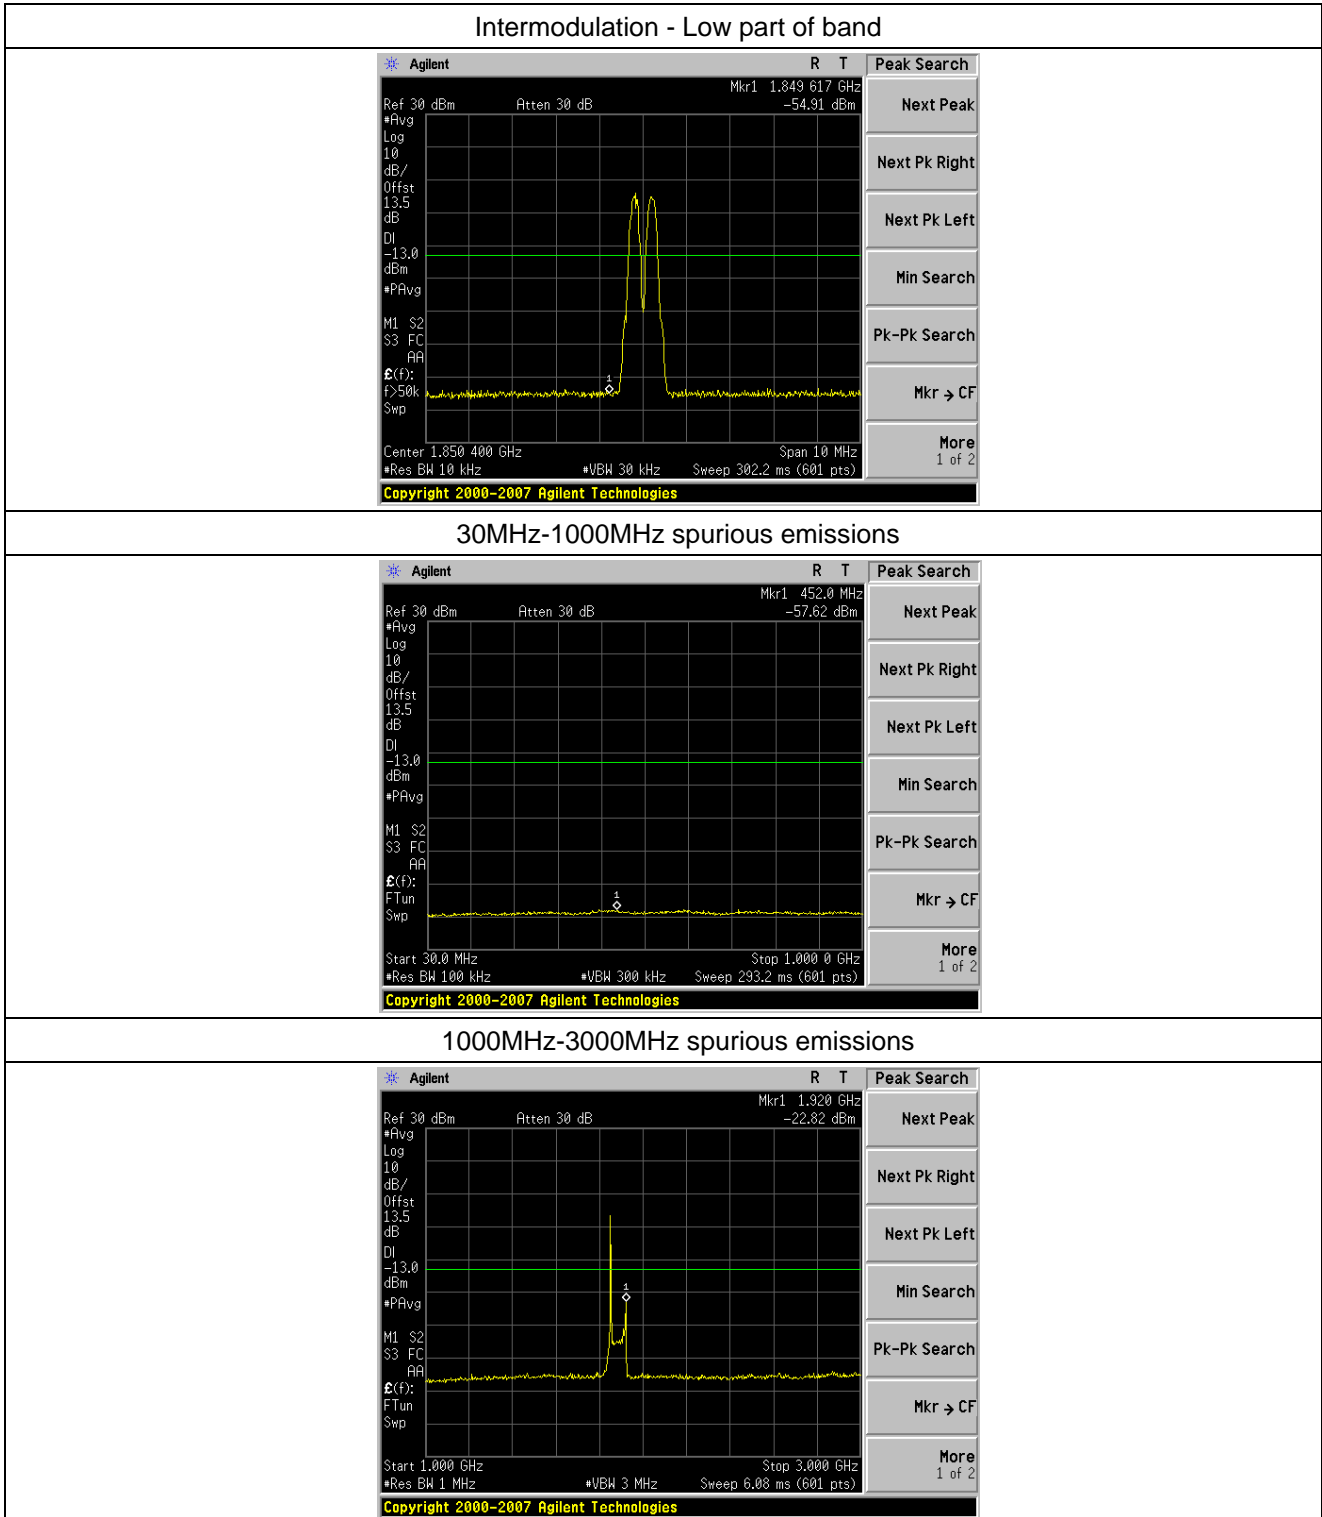 Intermodulation - Low part of band
Agilent R T Peak Search
Mkr1 1.849 617 GHz
Ref 30 dBm Atten 30 dB -54.91 dBm Next Peak
#Avg
Log
10
dB/
Next Pk Right
Offst
13.5
dB
Next Pk Left
DI
-13.0
dBm
Min Search
#PAvg
M1 S2
S3 FC
Pk-Pk Search
AA
1
£(f):
f>50k
Mkr → CF
Swp
Center 1.850 400 GHz Span 10 MHz
More
1 of 2
#Res BW 10 kHz #VBW 30 kHz Sweep 302.2 ms (601 pts)
Copyright 2000-2007 Agilent Technologies
30MHz-1000MHz spurious emissions
Agilent R T Peak Search
Mkr1 452.0 MHz
Ref 30 dBm Atten 30 dB -57.62 dBm Next Peak
#Avg
Log
10
dB/
Next Pk Right
Offst
13.5
dB
Next Pk Left
DI
-13.0
dBm
Min Search
#PAvg
M1 S2
S3 FC
Pk-Pk Search
AA
£(f):
1
FTun
Mkr → CF
Swp
Start 30.0 MHz Stop 1.000 0 GHz
More
1 of 2
#Res BW 100 kHz #VBW 300 kHz Sweep 293.2 ms (601 pts)
Copyright 2000-2007 Agilent Technologies
1000MHz-3000MHz spurious emissions
Agilent R T Peak Search
Mkr1 1.920 GHz
Ref 30 dBm Atten 30 dB -22.82 dBm Next Peak
#Avg
Log
10
dB/
Next Pk Right
Offst
13.5
dB
Next Pk Left
DI
-13.0
dBm
1
Min Search
#PAvg
M1 S2
S3 FC
Pk-Pk Search
AA
£(f):
FTun
Mkr → CF
Swp
Start 1.000 GHz Stop 3.000 GHz
More
1 of 2
#Res BW 1 MHz #VBW 3 MHz Sweep 6.08 ms (601 pts)
Copyright 2000-2007 Agilent Technologies